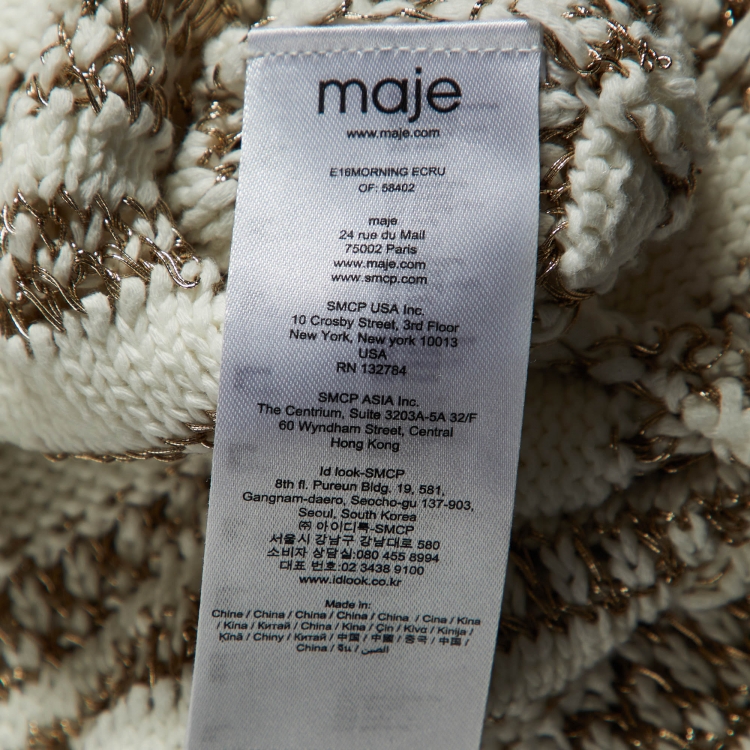 maje
www.maje.com
E16MORNING ECRU
OF: 58402
maje
24 rue du Mail
75002 Paris
www.maje.com
www.smcp.com
SMCP USA Inc.
10 Crosby Street, 3rd Floor
New York, New york 10013
USA
RN 132784
SMCP ASIA Inc.
The Centrium, Suite 3203A-5A 32/F
60 Wyndham Street, Central
Hong Kong
Id look-SMCP
8th fl. Pureun Bldg. 19, 581,
Gangnam-daero, Seocho-gu 137-903,
Seoul, South Korea
㈜ 아이디룩-SMCP
서울시 강남구 강남대로 580
소비자 상담실:080 455 8994
대표 번호:02 3438 9100
www.idlook.co.kr
Made in:
China / China / China / China / China / Cina / Kina
/ Kina / Китай / China / Kina / Çin / Κίνα / Kinija /
Ķīnā / Chiny / Китай / 中国 / 中國 / 중국 / 中国 /
China / จีน / الصين